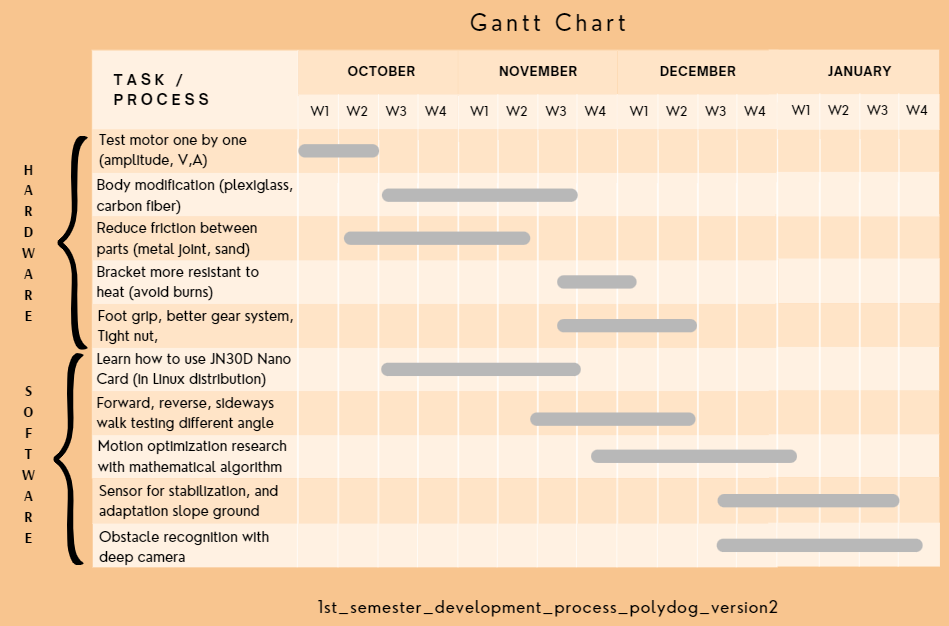 Gantt Chart
TASK /
PROCESS
OCTOBER NOVEMBER DECEMBER JANUARY
W1 W2 W3 W4 W1 W2 W3 W4 W1 W2 W3 W4 W1 W2 W3 W4
HARDWARE
Test motor one by one
(amplitude, V,A)
Body modification (plexiglass,
carbon fiber)
Reduce friction between
parts (metal joint, sand)
Bracket more resistant to
heat (avoid burns)
Foot grip, better gear system,
Tight nut,
SOFTWARE
Learn how to use JN30D Nano
Card (in Linux distribution)
Forward, reverse, sideways
walk testing different angle
Motion optimization research
with mathematical algorithm
Sensor for stabilization, and
adaptation slope ground
Obstacle recognition with
deep camera
1st_semester_development_process_polydog_version2